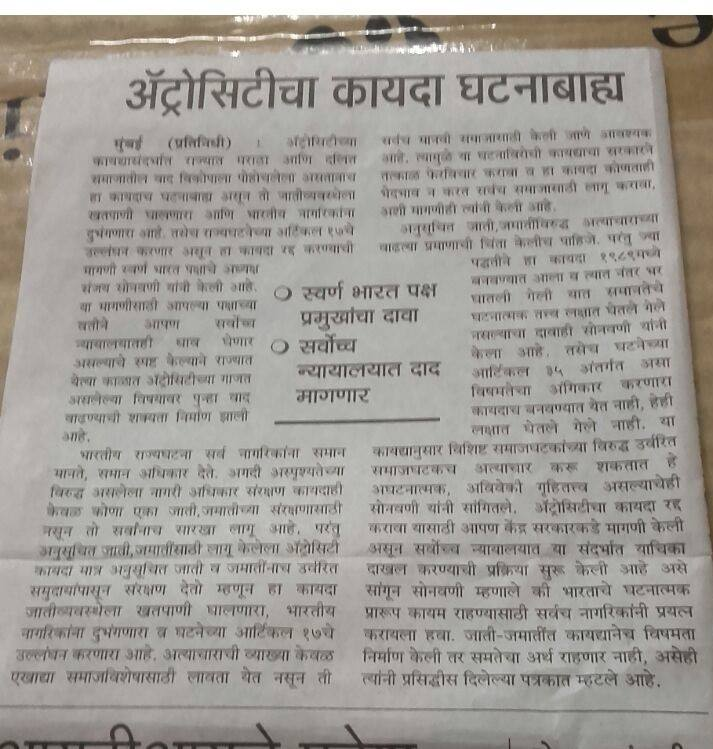 ॲट्रोसिटीचा कायदा घटनाबाह्य
मुंबई (प्रतिनिधी) : ॲट्रोसिटीच्या
कायद्यासंदर्भात राज्यात मराठा आणि दलित
समाजातील वाद विकोपाला पोहोचलेला असतानाच
हा कायदाच घटनाबाह्य असून तो जातीव्यवस्थेला
खतपाणी घालणारा आणि भारतीय नागरिकांना
दुभंगणारा आहे. तसेच राज्यघटनेच्या आर्टिकल १७चे
उल्लंघन करणार असून हा कायदा रद्द करण्याची
मागणी स्वर्ण भारत पक्षाचे अध्यक्ष
संजय सोनवणी यांनी केली आहे.
या मागणीसाठी आपल्या पक्षाच्या
वतीने आपण सर्वोच्च
न्यायालयातही धाव घेणार
असल्याचे स्पष्ट केल्याने राज्यात
येत्या काळात ॲट्रोसिटीच्या गाजत
असलेल्या विषयावर पुन्हा वाद
वाढण्याची शक्यता निर्माण झाली
आहे.
भारतीय राज्यघटना सर्व नागरिकांना समान
मानते, समान अधिकार देते. अगदी अस्पृश्यतेच्या
विरुद्ध असलेला नागरी अधिकार संरक्षण कायदाही
केवळ कोणा एका जाती,जमातीच्या संरक्षणासाठी
नसून तो सर्वांनाच सारखा लागू आहे. परंतु
अनुसूचित जाती,जमातींसाठी लागू केलेला ॲट्रोसिटी
कायदा मात्र अनुसूचित जाती व जमातींनाच उर्वरित
समुदायांपासून संरक्षण देतो म्हणून हा कायदा
जातीव्यवस्थेला खतपाणी घालणारा, भारतीय
नागरिकांना दुभंगणारा व घटनेच्या आर्टिकल १७चे
उल्लंघन करणारा आहे. अत्याचाराची व्याख्या केवळ
एखाद्या समाजविशेषासाठी लावता येत नसून ती
स्वर्ण भारत पक्ष
प्रमुखांचा दावा
सर्वोच्च
न्यायालयात दाद
मागणार
सर्वच मानवी समाजासाठी केली जाणे आवश्यक
आहे. त्यामुळे या घटनाविरोधी कायद्याचा सरकारने
तत्काळ फेरविचार करावा व हा कायदा कोणताही
भेदभाव न करत सर्वच समाजासाठी लागू करावा,
अशी मागणीही त्यांनी केली आहे.
अनुसूचित जाती,जमातींविरुद्ध अत्याचाराच्या
वाढत्या प्रमाणाची चिंता केलीच पाहिजे. परंतु ज्या
पद्धतीने हा कायदा १९८९मध्ये
बनवण्यात आला व त्यात नंतर भर
घातली गेली यात समानतेचे
घटनात्मक तत्त्व लक्षात घेतले गेले
नसल्याचा दावाही सोनवणी यांनी
केला आहे. तसेच घटनेच्या
आर्टिकल ३५ अंतर्गत असा
विषमतेचा अंगिकार करणारा
कायदाच बनवण्यात येत नाही, हेही
लक्षात घेतले गेले नाही. या
कायद्यानुसार विशिष्ट समाजघटकांच्या विरुद्ध उर्वरित
समाजघटकच अत्याचार करू शकतात हे
अघटनात्मक, अविवेकी गृहितत्त्व असल्याचेही
सोनवणी यांनी सांगितले. ॲट्रोसिटीचा कायदा रद्द
करावा यासाठी आपण केंद्र सरकारकडे मागणी केली
असून सर्वोच्च न्यायालयात या संदर्भात याचिका
दाखल करण्याची प्रक्रिया सुरू केली आहे असे
सांगून सोनवणी म्हणाले की भारताचे घटनात्मक
प्रारूप कायम राहण्यासाठी सर्वच नागरिकांनी प्रयत्न
करायला हवा. जाती-जमातींत कायद्यानेच विषमता
निर्माण केली तर समतेचा अर्थ राहणार नाही, असेही
त्यांनी प्रसिद्धीस दिलेल्या पत्रकात म्हटले आहे.